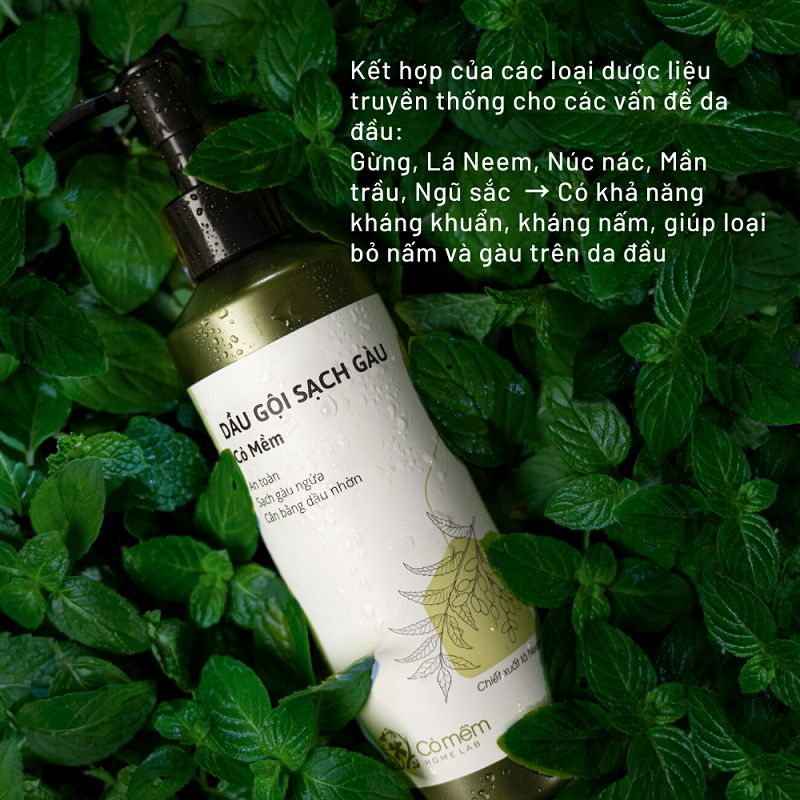 Kết hợp của các loại dược liệu
truyền thống cho các vấn đề da
đầu:
Gừng, Lá Neem, Núc nác, Mần
trầu, Ngũ sắc → Có khả năng
kháng khuẩn, kháng nấm, giúp loại
bỏ nấm và gàu trên da đầu
DẦU GỘI SẠCH GÀU
Cỏ Mềm
An toàn
Sạch gàu ngứa
Cân bằng dầu nhờn
Chiết xuất lá
Cỏ mềm
HOME LAB